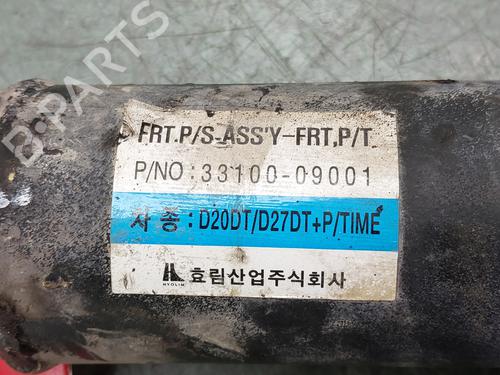 FRT.P/S ASS'Y-FRT,P/T
P/NO : 33100-09001
차 종 : D20DT/D27DT+P/TIME
HYOLIM 효림산업주식회사
B-PARTS